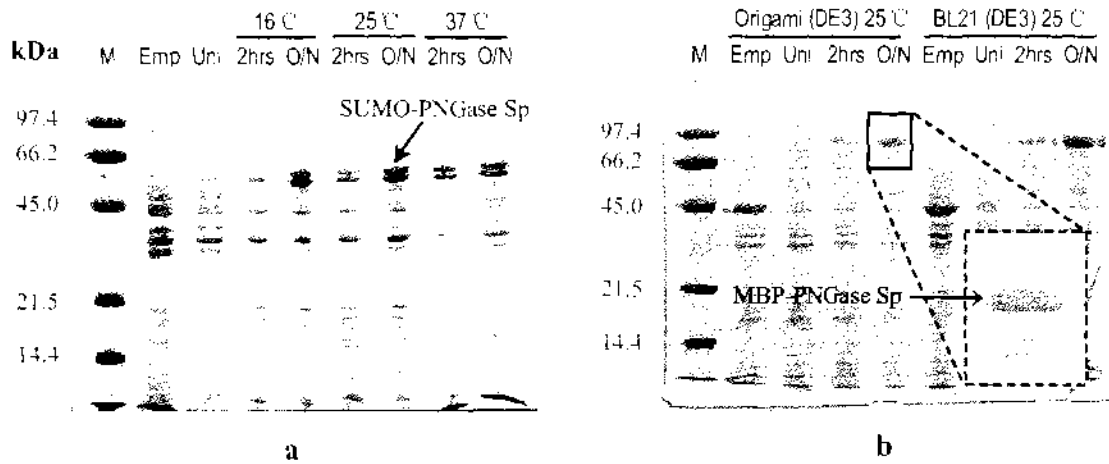 16 ℃ 25 ℃ 37 ℃
kDa M Emp Uni 2hrs O/N 2hrs O/N 2hrs O/N
SUMO-PNGase Sp
97.4
66.2
45.0
21.5
14.4
a
Origami (DE3) 25 ℃ BL21 (DE3) 25 ℃
M Emp Uni 2hrs O/N Emp Uni 2hrs O/N
97.4
66.2
45.0
21.5
MBP-PNGase Sp
14.4
b